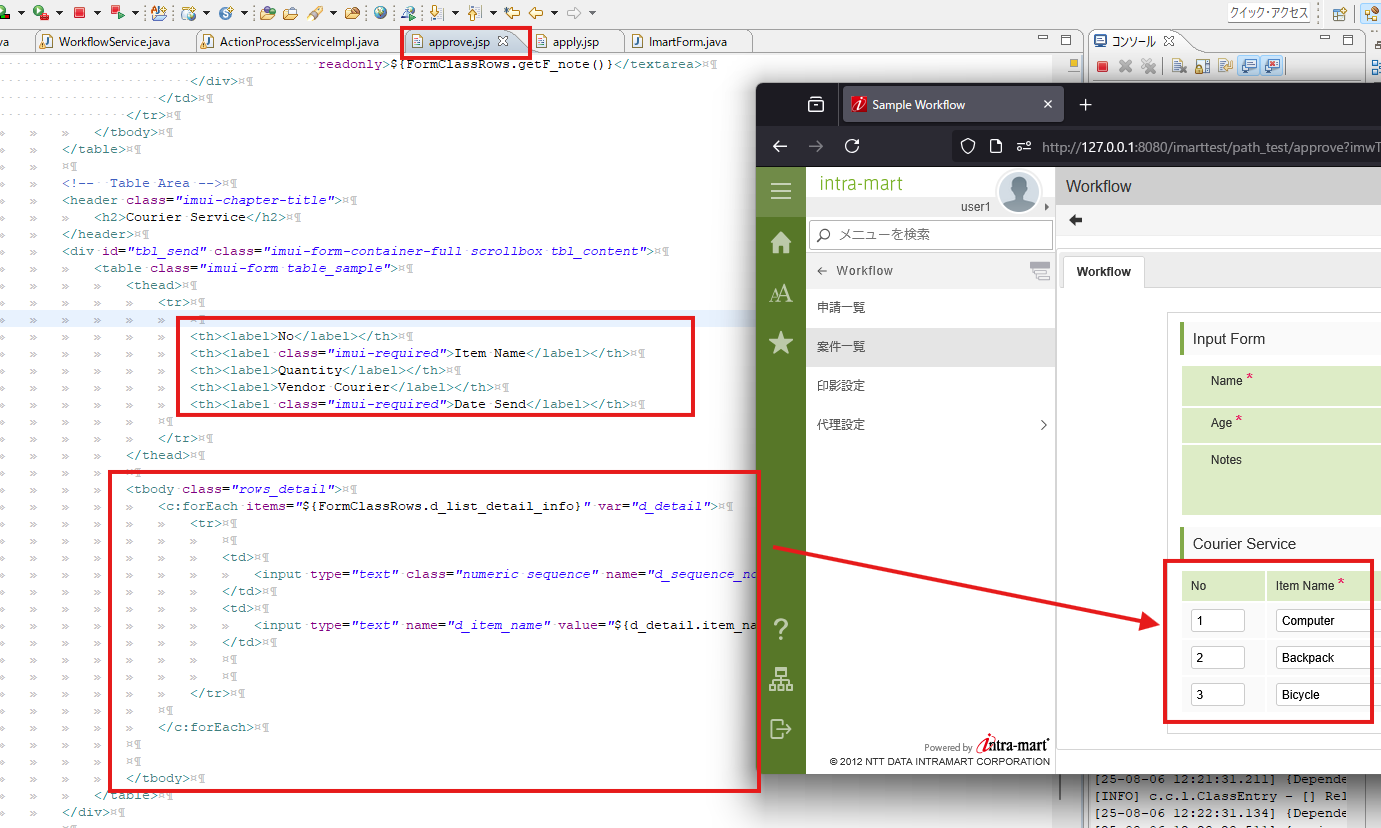 クイック・アクセス
va
WorkflowService.java
ActionProcessServiceImpl.java
approve.jsp
apply.jsp
ImartForm.java
コンソール
readonly>${FormClassRows.getF_note()}</textarea>
</div>
</td>
</tr>
</tbody>
</table>
<!-- Table Area -->
<header class="imui-chapter-title">
<h2>Courier Service</h2>
</header>
<div id="tbl_send" class="imui-form-container-full scrollbox tbl_content">
<table class="imui-form table_sample">
<thead>
<tr>
<th><label>No</label></th>
<th><label class="imui-required">Item Name</label></th>
<th><label>Quantity</label></th>
<th><label>Vendor Courier</label></th>
<th><label class="imui-required">Date Send</label></th>
</tr>
</thead>
<tbody class="rows_detail">
<c:forEach items="${FormClassRows.d_list_detail_info}" var="d_detail">
<tr>
<td>
<input type="text" class="numeric sequence" name="d_sequence_no
</td>
<td>
<input type="text" name="d_item_name" value="${d_detail.item_na
</td>
</tr>
</c:forEach>
</tbody>
</table>
</div>
Sample Workflow
http://127.0.0.1:8080/imarttest/path_test/approve?imwT
intra-mart
user1
メニューを検索
Workflow
申請一覧
案件一覧
印影設定
代理設定
Powered by intra-mart
© 2012 NTT DATA INTRAMART CORPORATION
Workflow
Workflow
Input Form
Name *
Age *
Notes
Courier Service
No Item Name *
1 Computer
2 Backpack
3 Bicycle
[25-08-06 12:21:31.211] {Depende
[INFO] c.c.l.ClassEntry - [] Rel
[25-08-06 12:22:31.134] {Depende